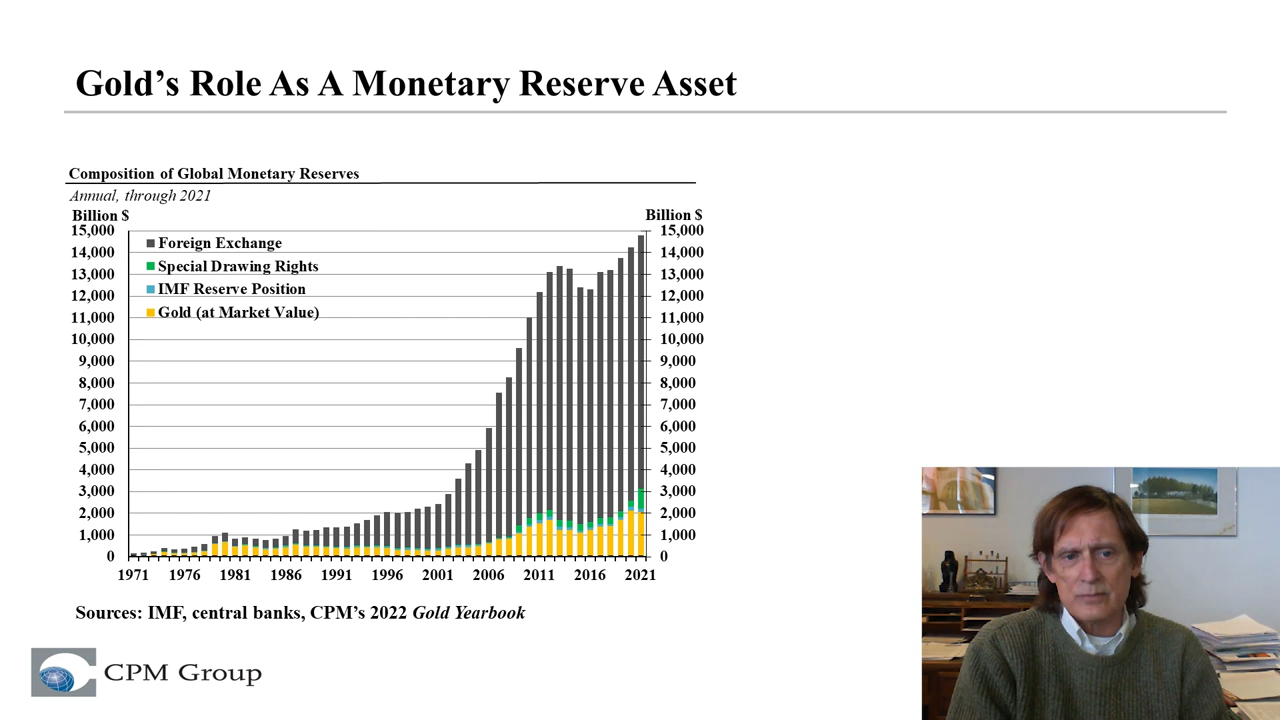 Gold’s Role As A Monetary Reserve Asset
Composition of Global Monetary Reserves
Annual, through 2021
Billion $ Billion $
15,000 15,000
14,000 14,000
13,000 13,000
12,000 12,000
11,000 11,000
10,000 10,000
9,000 9,000
8,000 8,000
7,000 7,000
6,000 6,000
5,000 5,000
4,000 4,000
3,000 3,000
2,000 2,000
1,000 1,000
0 0
Foreign Exchange
Special Drawing Rights
IMF Reserve Position
Gold (at Market Value)
1971 1976 1981 1986 1991 1996 2001 2006 2011 2016 2021
Sources: IMF, central banks, CPM’s 2022 Gold Yearbook
CPM Group